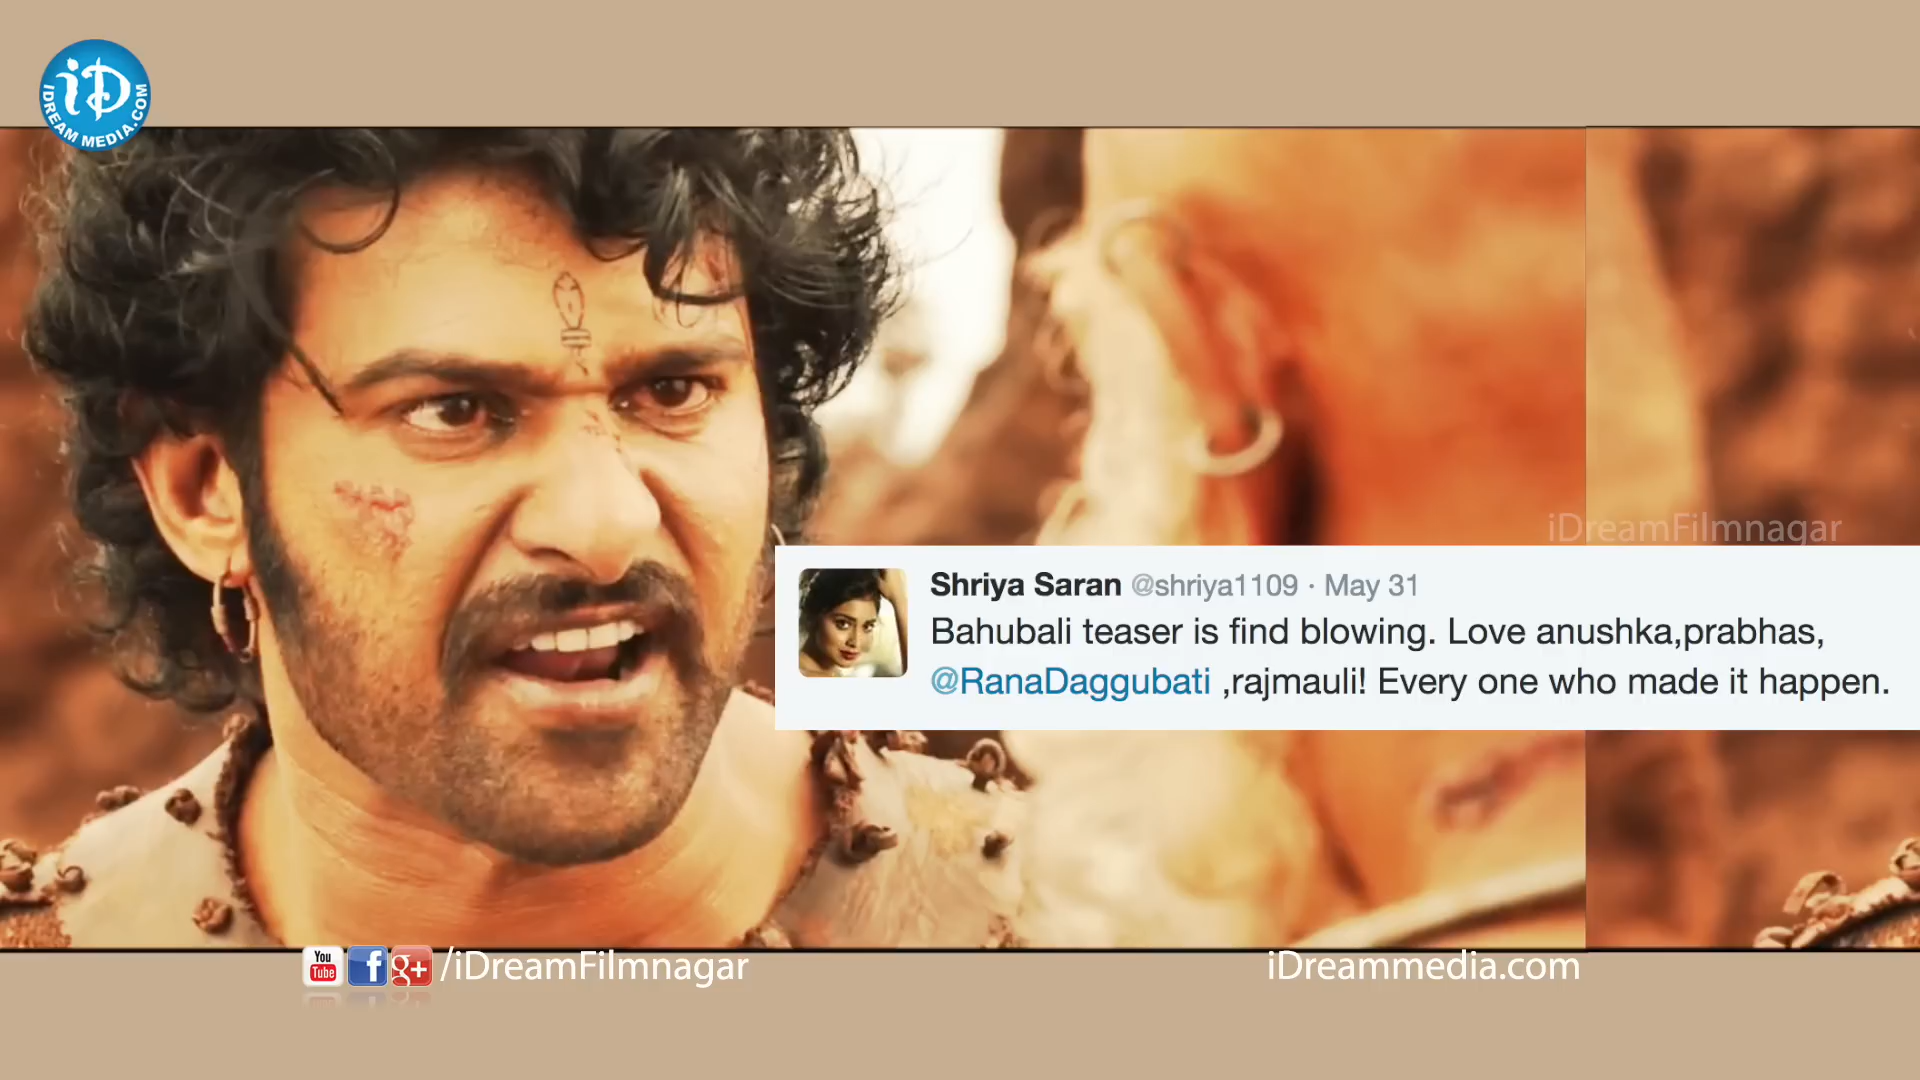 iD
IDREAM MEDIA.COM
iDreamFilmnagar
Shriya Saran @shriya1109 · May 31
Bahubali teaser is find blowing. Love anushka,prabhas,
@RanaDaggubati ,rajmauli! Every one who made it happen.
You Tube f g+ /iDreamFilmnagar
iDreammedia.com